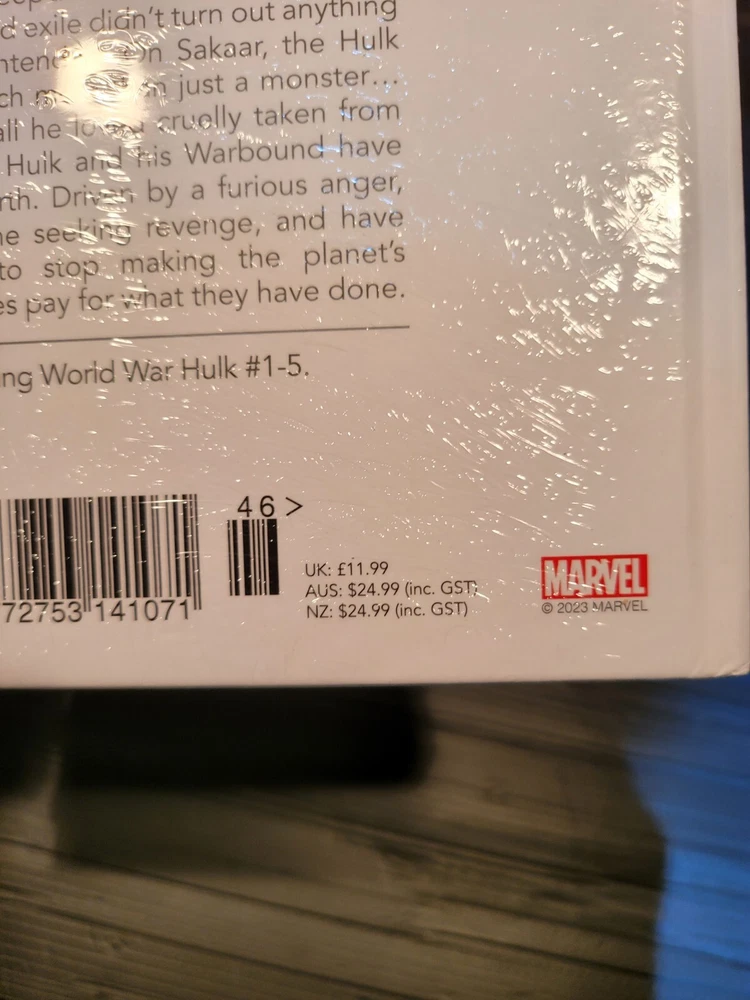 d exile didn't turn out anything
n Sakaar, the Hulk
just a monster...
all he cruelly taken from
Hulk and his Warbound have
rth. Driven by a furious anger,
ne seeking revenge, and have
to stop making the planet's
es pay for what they have done.
ng World War Hulk #1-5.
46 >
72753 141071
UK: £11.99
AUS: $24.99 (inc. GST)
NZ: $24.99 (inc. GST)
MARVEL
© 2023 MARVEL